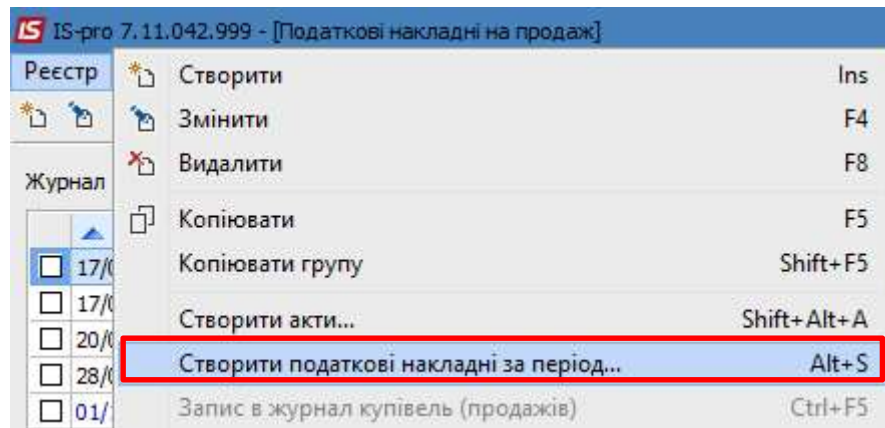 IS IS-pro 7.11.042.999 - [Податкові накладні на продаж]
Реєстр
Створити Ins
Змінити F4
Видалити F8
Журнал
Копіювати F5
17/0 Копіювати групу Shift+F5
17/0
Створити акти... Shift+Alt+A
20/0
Створити податкові накладні за період... Alt+S
28/0
01/ Запис в журнал купівель (продажів) Ctrl+F5